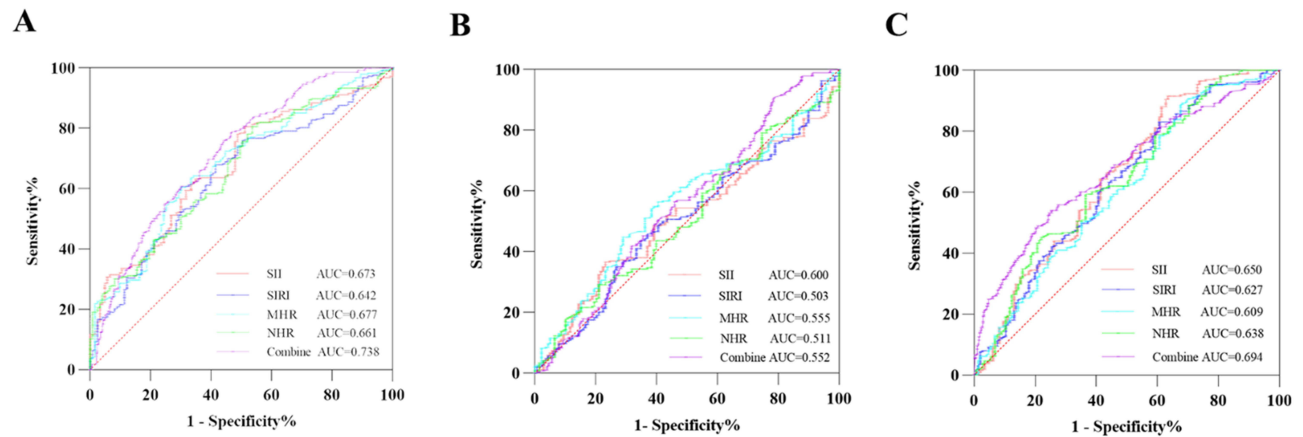 A
B
C
100
80
60
40
20
0
Sensitivity%
SII AUC=0.673
SIRI AUC=0.642
MHR AUC=0.677
NHR AUC=0.661
Combine AUC=0.738
0 20 40 60 80 100
1 - Specificity%
100
80
60
40
20
0
Sensitivity%
SII AUC=0.600
SIRI AUC=0.503
MHR AUC=0.555
NHR AUC=0.511
Combine AUC=0.552
0 20 40 60 80 100
1- Specificity%
100
80
60
40
20
0
Sensitivity%
SII AUC=0.650
SIRI AUC=0.627
MHR AUC=0.609
NHR AUC=0.638
Combine AUC=0.694
0 20 40 60 80 100
1 - Specificity%